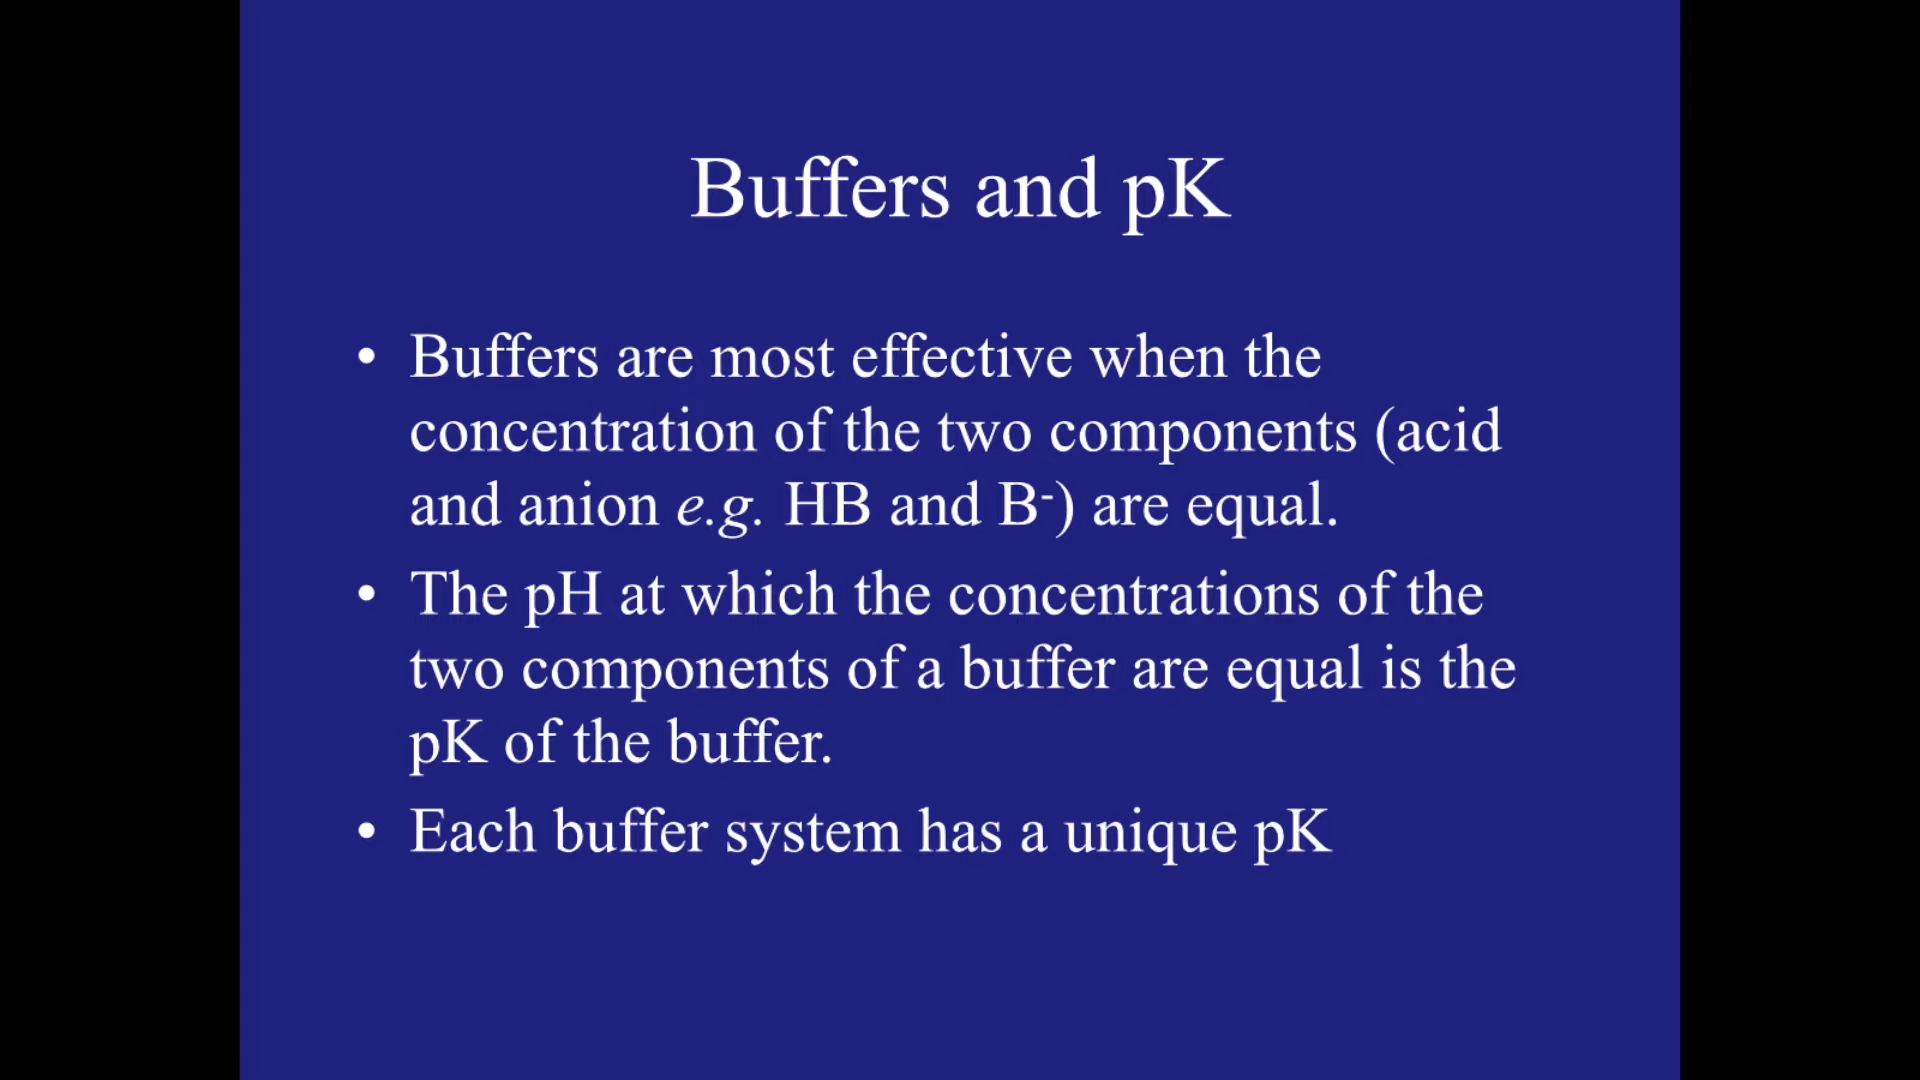 Buffers and pK
• Buffers are most effective when the
concentration of the two components (acid
and anion e.g. HB and B⁻) are equal.
• The pH at which the concentrations of the
two components of a buffer are equal is the
pK of the buffer.
• Each buffer system has a unique pK